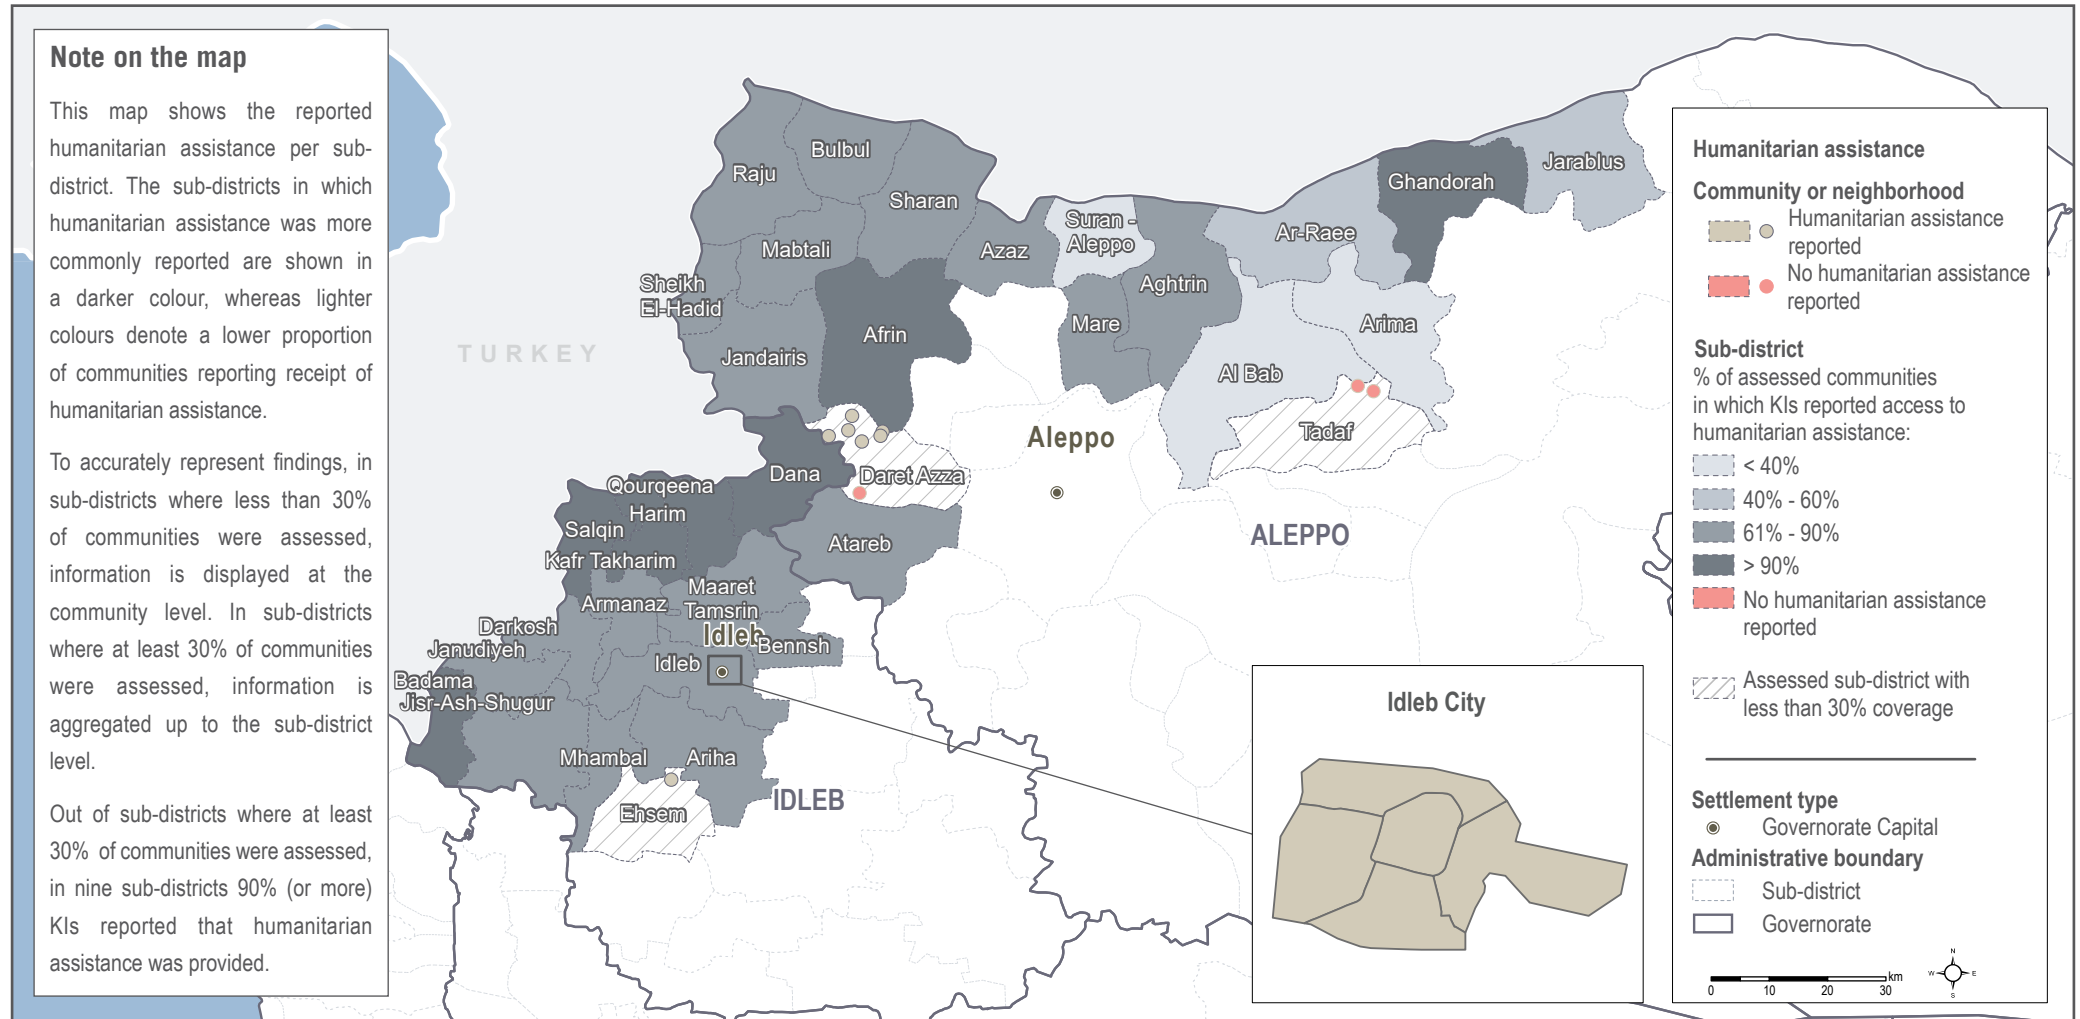 Note on the map
This map shows the reported
humanitarian assistance per sub-
district. The sub-districts in which
humanitarian assistance was more
commonly reported are shown in
a darker colour, whereas lighter
colours denote a lower proportion
of communities reporting receipt of
humanitarian assistance.
To accurately represent findings, in
sub-districts where less than 30%
of communities were assessed,
information is displayed at the
community level. In sub-districts
where at least 30% of communities
were assessed, information is
aggregated up to the sub-district
level.
Out of sub-districts where at least
30% of communities were assessed,
in nine sub-districts 90% (or more)
KIs reported that humanitarian
assistance was provided.
TURKEY
Raju
Bulbul
Sharan
Mabtali
Sheikh
El-Hadid
Jandairis
Afrin
Azaz
Suran -
Aleppo
Mare
Aghtrin
Ar-Raee
Ghandorah
Jarablus
Arima
Al Bab
Tadaf
Aleppo
ALEPPO
Dana
Daret Azza
Atareb
Qourqeena
Harim
Salqin
Kafr Takharim
Maaret
Tamsrin
Armanaz
Darkosh
Janudiyeh
Idleb
Bennsh
Idleb
Badama
Jisr-Ash-Shugur
Mhambal
Ariha
Ehsem
IDLEB
Idleb City
Humanitarian assistance
Community or neighborhood
Humanitarian assistance
reported
No humanitarian assistance
reported
Sub-district
% of assessed communities
in which KIs reported access to
humanitarian assistance:
< 40%
40% - 60%
61% - 90%
> 90%
No humanitarian assistance
reported
Assessed sub-district with
less than 30% coverage
Settlement type
Governorate Capital
Administrative boundary
Sub-district
Governorate
N
W E
S
km
0 10 20 30